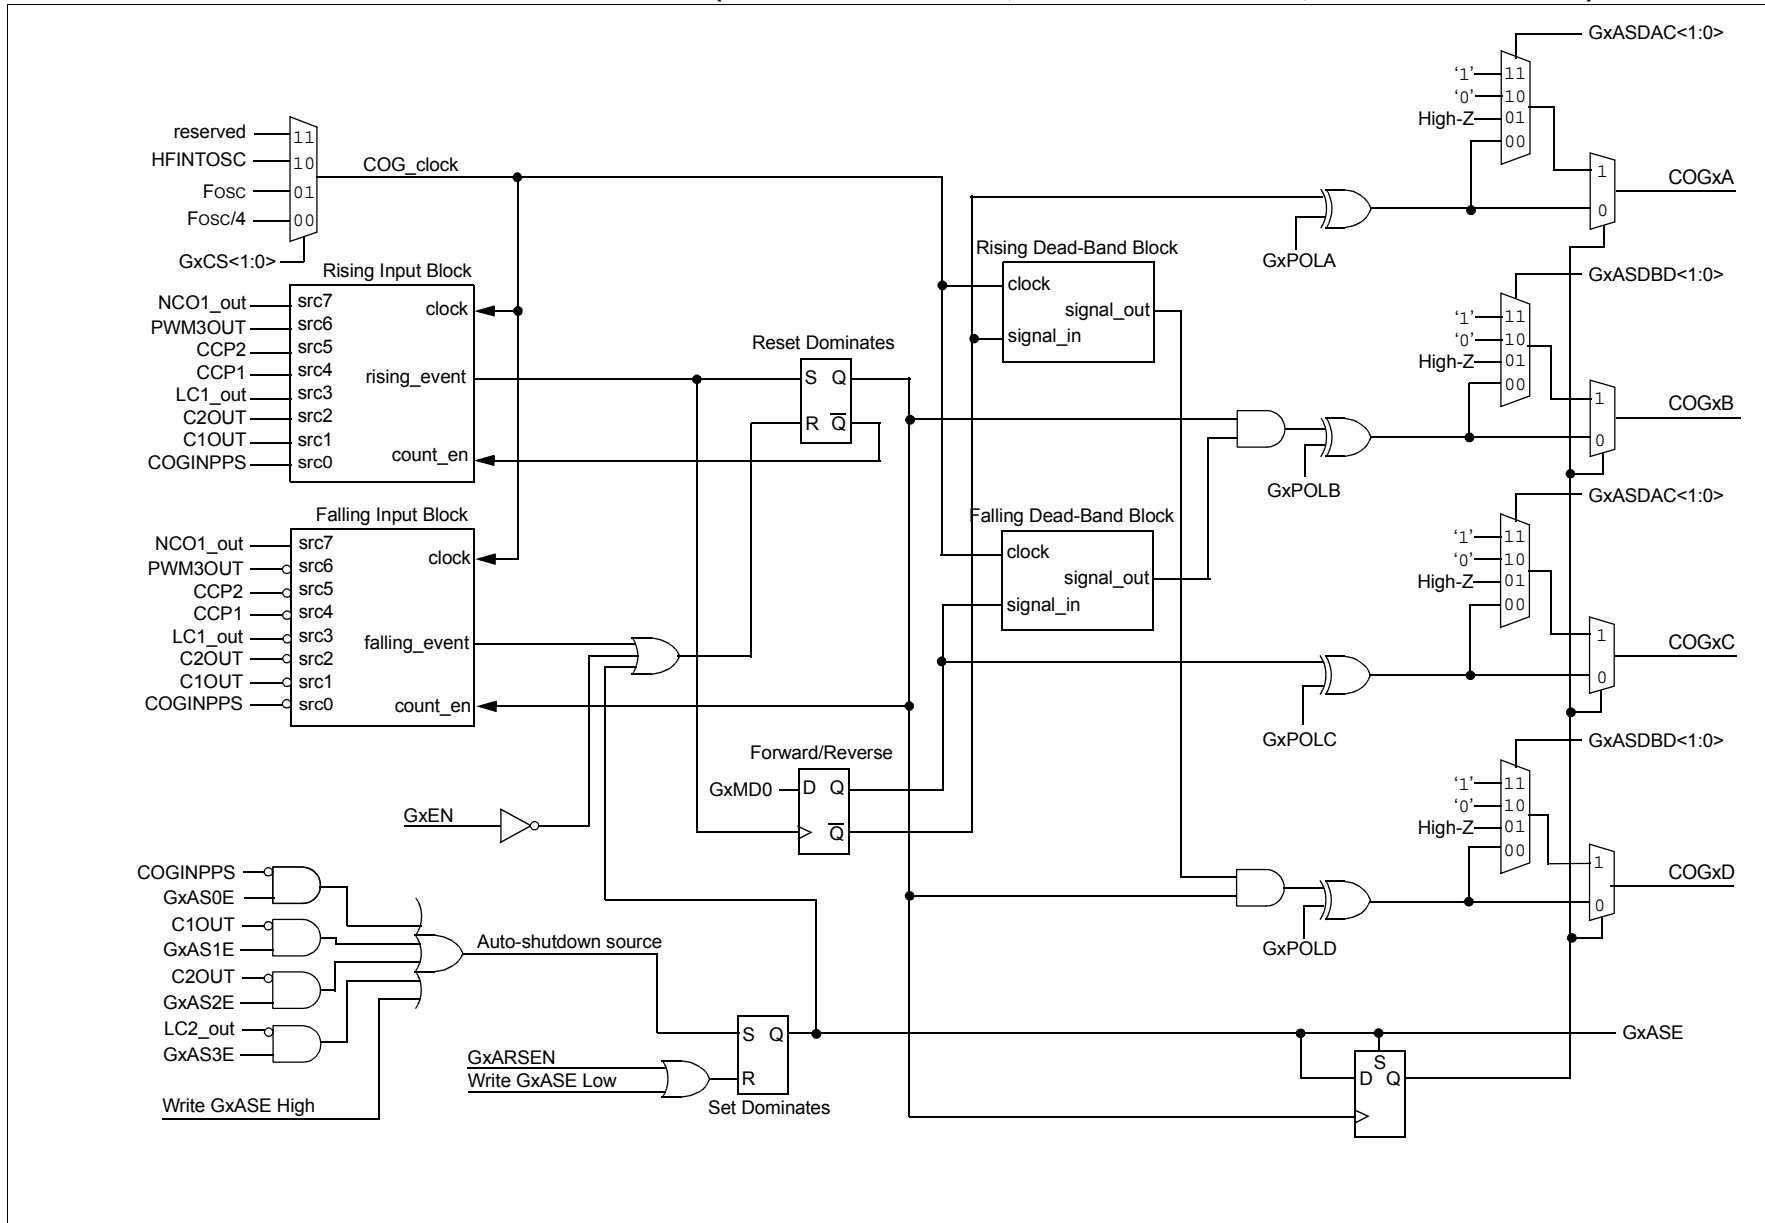 GxASDAC<1:0>
'1' 11
'0' 10
High-Z 01
00
1
COGxA
0
GxPOLA
reserved 11
HFINTOSC 10
COG_clock
FOSC 01
FOSC/4 00
GxCS<1:0>
Rising Input Block
NCO1_out src7
clock
PWM3OUT src6
CCP2 src5
CCP1 src4
rising_event
LC1_out src3
C2OUT src2
C1OUT src1
count_en
COGINPPS src0
Reset Dominates
S Q
R Q
Rising Dead-Band Block
clock
signal_out
signal_in
GxASDBD<1:0>
'1' 11
'0' 10
High-Z 01
00
1
COGxB
0
GxPOLB
Falling Input Block
NCO1_out src7
clock
PWM3OUT src6
CCP2 src5
CCP1 src4
LC1_out src3
falling_event
C2OUT src2
C1OUT src1
COGINPPS src0
count_en
Falling Dead-Band Block
clock
signal_out
signal_in
GxASDAC<1:0>
'1' 11
'0' 10
High-Z 01
00
1
COGxC
0
GxPOLC
Forward/Reverse
GxMD0 D Q
Q
GxEN
GxASDBD<1:0>
'1' 11
'0' 10
High-Z 01
00
1
COGxD
0
GxPOLD
COGINPPS
GxAS0E
C1OUT
GxAS1E
C2OUT
GxAS2E
LC2_out
GxAS3E
Auto-shutdown source
Write GxASE High
GxARSEN
Write GxASE Low
S Q
R
Set Dominates
GxASE
S
D Q